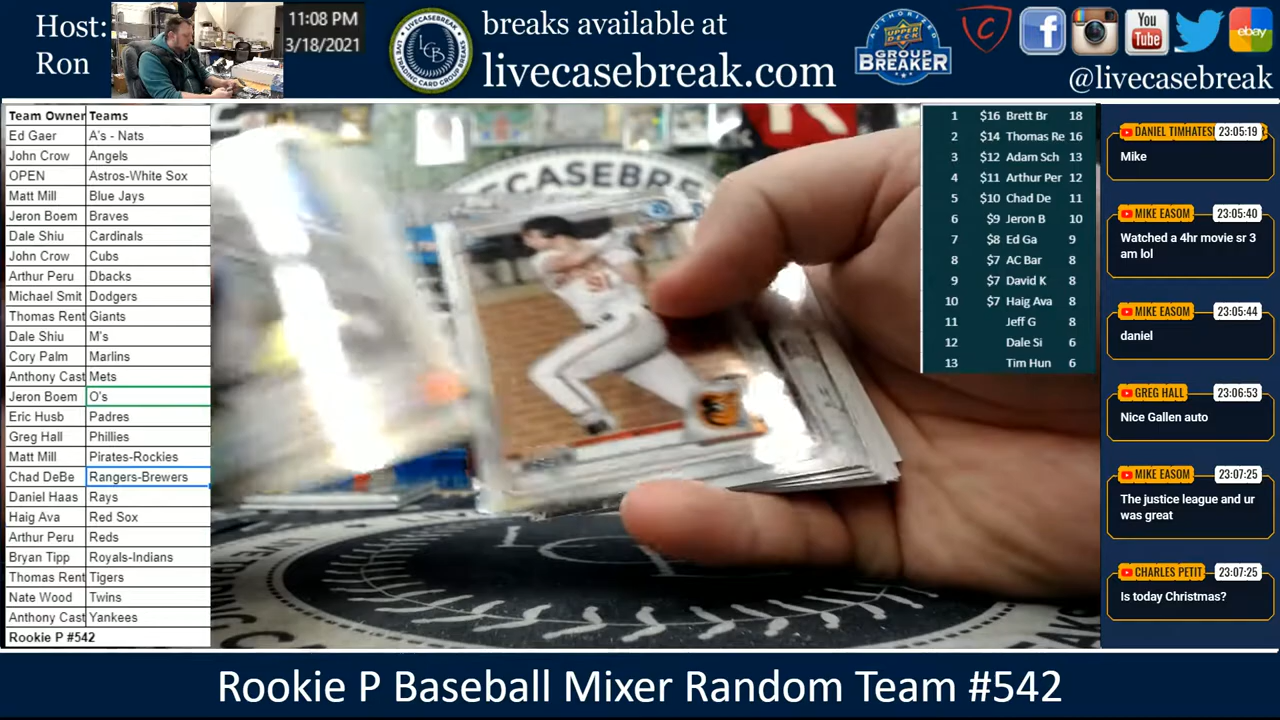 Host:
Ron
11:08 PM
3/18/2021
LIVECASEBREAK
LCB
breaks available at
livecasebreak.com
AUTHORIZED
UPPER DECK
GROUP
BREAKER
f
You
Tube
ebay
@livecasebreak
Team Owner Teams
Ed Gaer A's - Nats
John Crow Angels
OPEN Astros-White Sox
Matt Mill Blue Jays
Jeron Boem Braves
Dale Shiu Cardinals
John Crow Cubs
Arthur Peru Dbacks
Michael Smit Dodgers
Thomas Rent Giants
Dale Shiu M's
Cory Palm Marlins
Anthony Cast Mets
Jeron Boem O's
Eric Husb Padres
Greg Hall Phillies
Matt Mill Pirates-Rockies
Chad DeBe Rangers-Brewers
Daniel Haas Rays
Haig Ava Red Sox
Arthur Peru Reds
Bryan Tipp Royals-Indians
Thomas Rent Tigers
Nate Wood Twins
Anthony Cast Yankees
Rookie P #542
VECASEBRE
1 $16 Brett Br 18
2 $14 Thomas Re 16
3 $12 Adam Sch 13
4 $11 Arthur Per 12
5 $10 Chad De 11
6 $9 Jeron B 10
7 $8 Ed Ga 9
8 $7 AC Bar 8
9 $7 David K 8
10 $7 Haig Ava 8
11 Jeff G 8
12 Dale Si 6
13 Tim Hun 6
DANIEL TIMHATES 23:05:19
Mike
MIKE EASOM 23:05:40
Watched a 4hr movie sr 3
am lol
MIKE EASOM 23:05:44
daniel
GREG HALL 23:06:53
Nice Gallen auto
MIKE EASOM 23:07:25
The justice league and ur
was great
CHARLES PETIT 23:07:25
Is today Christmas?
Rookie P Baseball Mixer Random Team #542